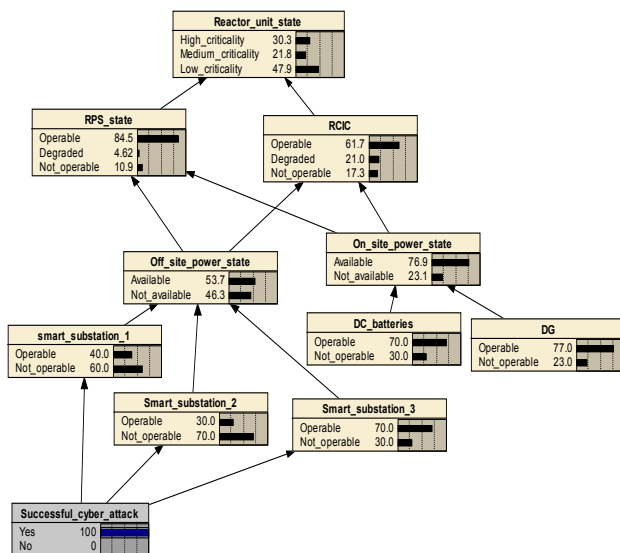 Reactor_unit_state
High_criticality 30.3
Medium_criticality 21.8
Low_criticality 47.9
RPS_state
Operable 84.5
Degraded 4.62
Not_operable 10.9
RCIC
Operable 61.7
Degraded 21.0
Not_operable 17.3
Off_site_power_state
Available 53.7
Not_available 46.3
On_site_power_state
Available 76.9
Not_available 23.1
smart_substation_1
Operable 40.0
Not_operable 60.0
DC_batteries
Operable 70.0
Not_operable 30.0
DG
Operable 77.0
Not_operable 23.0
Smart_substation_2
Operable 30.0
Not_operable 70.0
Smart_substation_3
Operable 70.0
Not_operable 30.0
Successful_cyber_attack
Yes 100
No 0